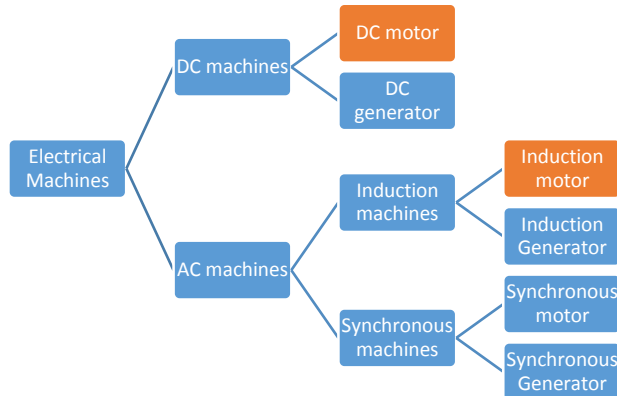 Electrical
Machines
DC machines
DC motor
DC
generator
AC machines
Induction
machines
Induction
motor
Induction
Generator
Synchronous
machines
Synchronous
motor
Synchronous
Generator